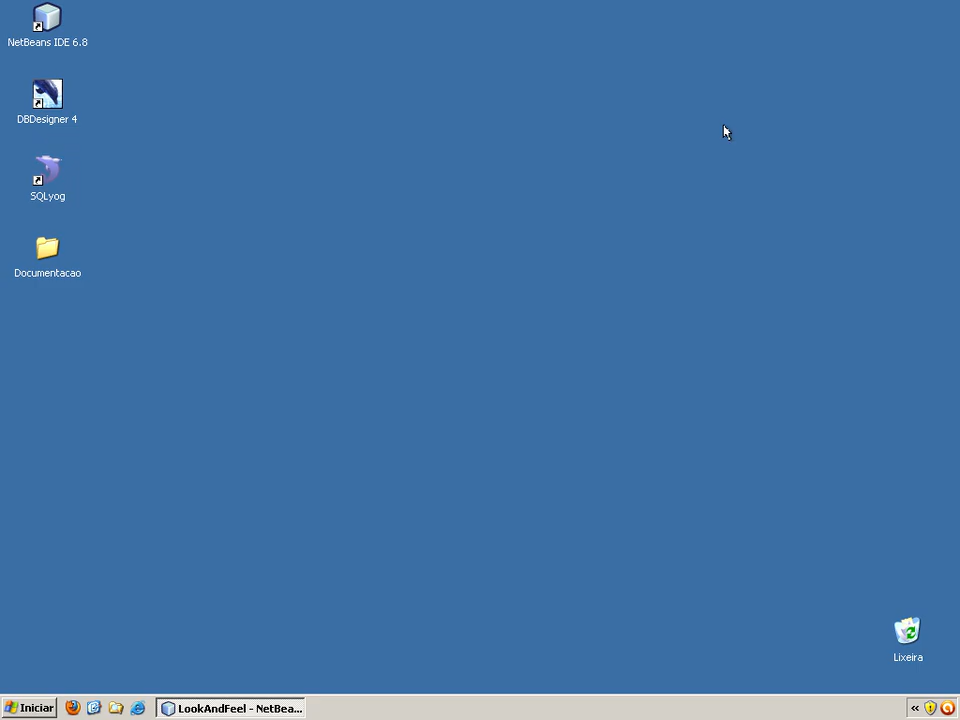 NetBeans IDE 6.8
DBDesigner 4
SQLyog
Documentacao
Lixeira
Iniciar
LookAndFeel - NetBea...